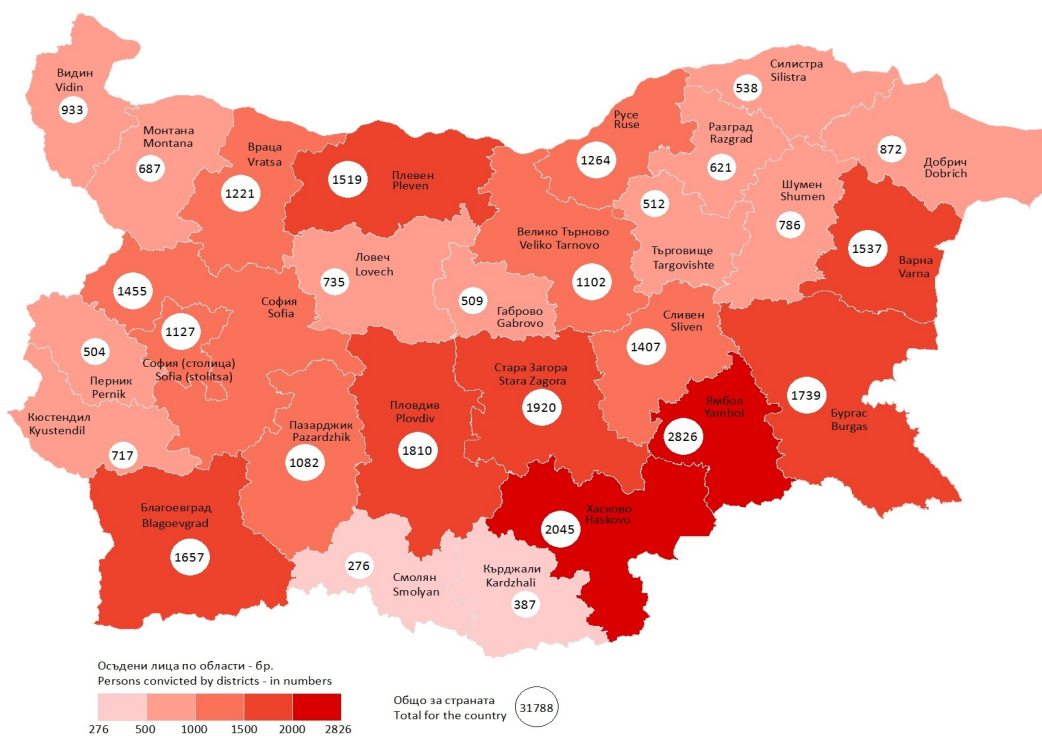 Видин
Vidin
933
Монтана
Montana
687
Враца
Vratsa
1221
Плевен
Pleven
1519
Русе
Ruse
1264
Силистра
Silistra
538
Разград
Razgrad
621
Добрич
Dobrich
872
Шумен
Shumen
786
Търговище
Targovishte
512
Варна
Varna
1537
Велико Търново
Veliko Tarnovo
1102
Ловеч
Lovech
735
Габрово
Gabrovo
509
София
Sofia
1455
София (столица)
Sofia (stolitsa)
1127
Перник
Pernik
504
Кюстендил
Kyustendil
717
Сливен
Sliven
1407
Стара Загора
Stara Zagora
1920
Пловдив
Plovdiv
1810
Пазарджик
Pazardzhik
1082
Ямбол
Yambol
2826
Бургас
Burgas
1739
Благоевград
Blagoevgrad
1657
Хасково
Haskovo
2045
Смолян
Smolyan
276
Кърджали
Kardzhali
387
Осъдени лица по области - бр.
Persons convicted by districts - in numbers
276 500 1000 1500 2000 2826
Общо за страната
Total for the country
31788